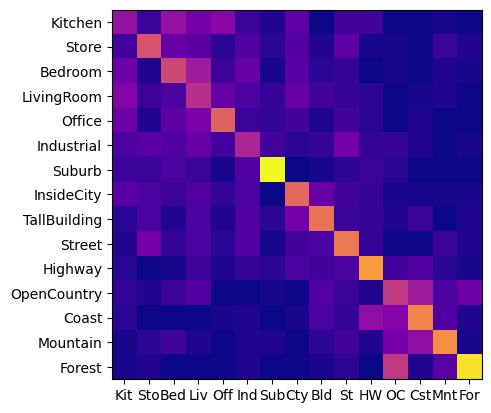 Kitchen
Store
Bedroom
LivingRoom
Office
Industrial
Suburb
InsideCity
TallBuilding
Street
Highway
OpenCountry
Coast
Mountain
Forest
Kit Sto Bed Liv Off Ind Sub Cty Bld St HW OC Cst Mnt For